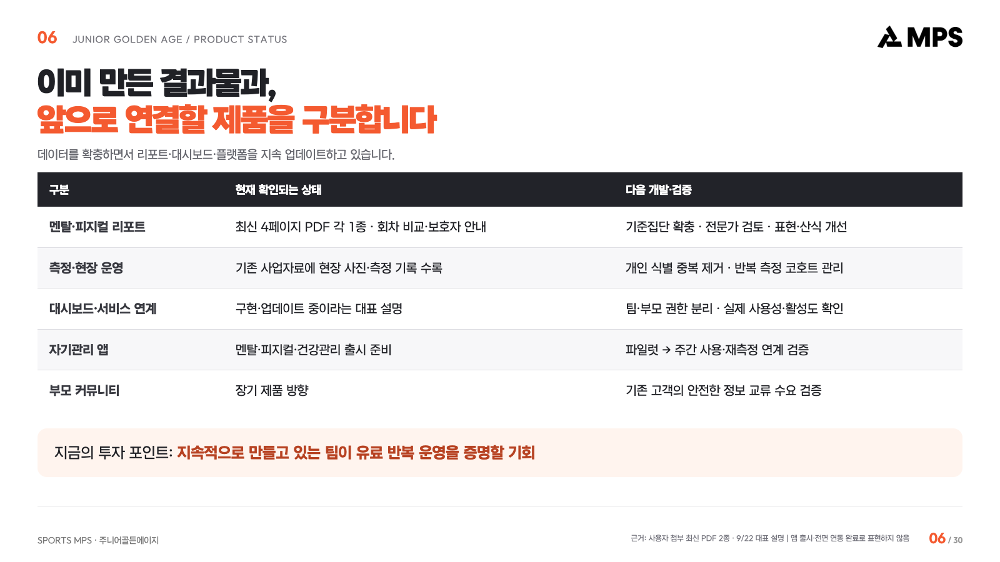 06 JUNIOR GOLDEN AGE / PRODUCT STATUS
MPS
이미 만든 결과물과,
앞으로 연결할 제품을 구분합니다
데이터를 확충하면서 리포트·대시보드·플랫폼을 지속 업데이트하고 있습니다.
구분 현재 확인되는 상태 다음 개발·검증
멘탈·피지컬 리포트 최신 4페이지 PDF 각 1종 · 회차 비교·보호자 안내 기준집단 확충 · 전문가 검토 · 표현·산식 개선
측정·현장 운영 기존 사업자료에 현장 사진·측정 기록 수록 개인 식별 중복 제거 · 반복 측정 코호트 관리
대시보드·서비스 연계 구현·업데이트 중이라는 대표 설명 팀·부모 권한 분리 · 실제 사용성·활성도 확인
자기관리 앱 멘탈·피지컬·건강관리 출시 준비 파일럿 → 주간 사용·재측정 연계 검증
부모 커뮤니티 장기 제품 방향 기존 고객의 안전한 정보 교류 수요 검증
지금의 투자 포인트: 지속적으로 만들고 있는 팀이 유료 반복 운영을 증명할 기회
SPORTS MPS · 주니어골든에이지
근거: 사용자 첨부 최신 PDF 2종 · 9/22 대표 설명 | 앱 출시·전면 연동 완료로 표현하지 않음
06 / 30